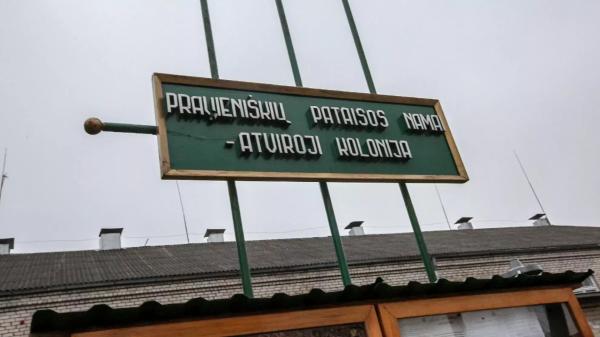 PRAVIENIŠKIŲ PATAISOS NAMAI
-ATVIROJI KOLONIJA